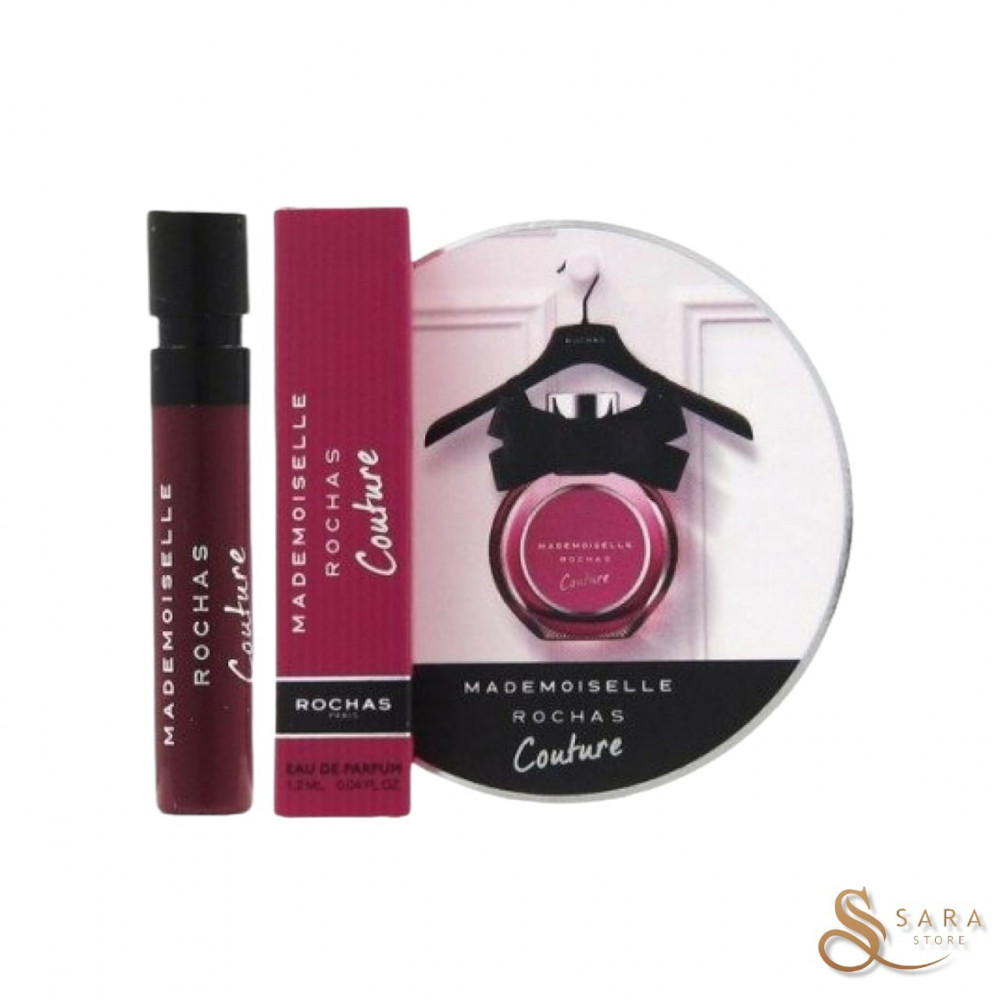 MADEMOISELLE
ROCHAS
Couture
MADEMOISELLE
ROCHAS
Couture
ROCHAS
PARIS
EAU DE PARFUM
1.2 ML 0.04 FL.OZ
ROCHAS
MADEMOISELLE
ROCHAS
Couture
MADEMOISELLE
ROCHAS
Couture
SARA
STORE